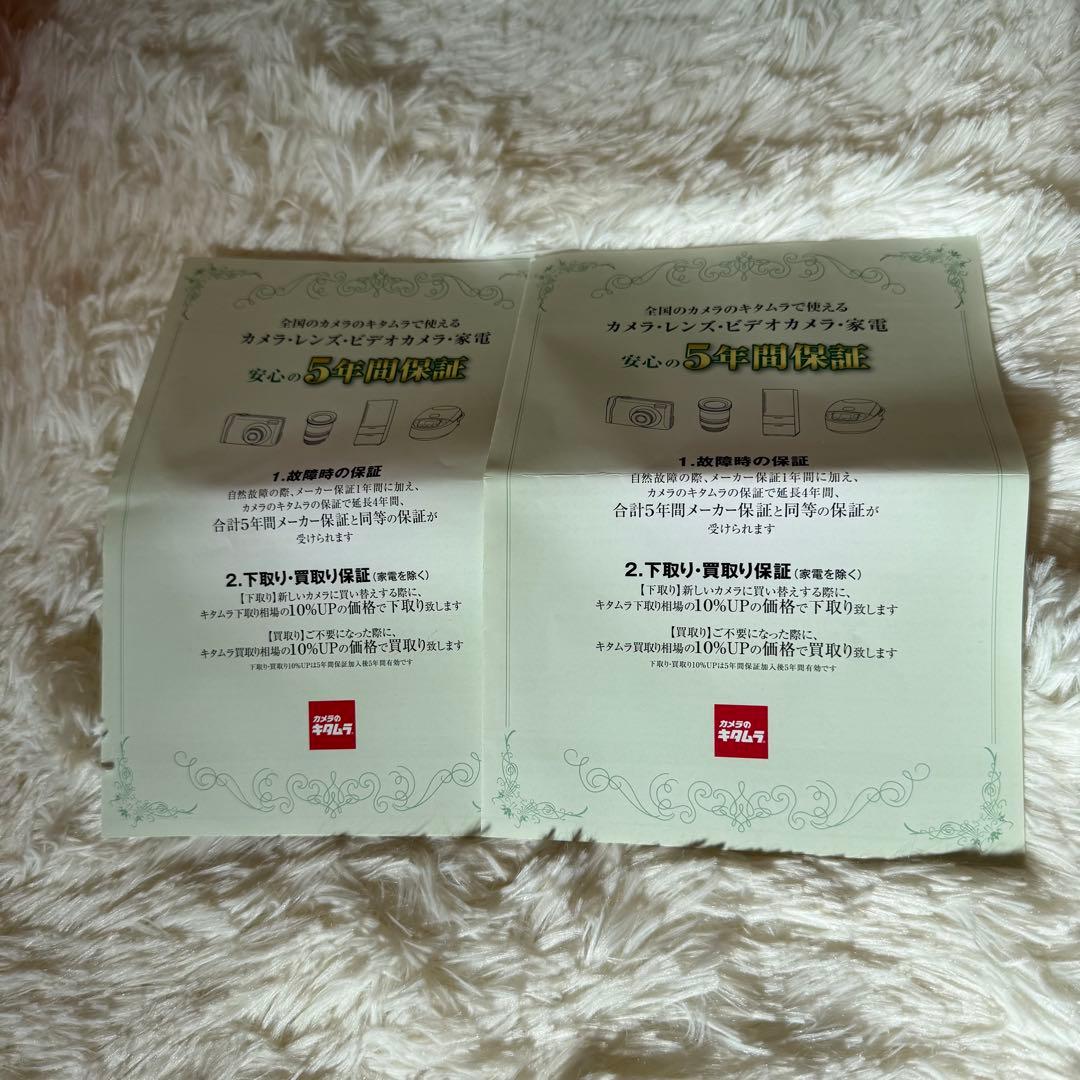 全国のカメラのキタムラで使える
カメラ・レンズ・ビデオカメラ・家電
安心の5年間保証
1.故障時の保証
自然故障の際、メーカー保証1年間に加え、
カメラのキタムラの保証で延長4年間、
合計5年間メーカー保証と同等の保証が
受けられます
2.下取り・買取り保証(家電を除く)
【下取り】新しいカメラに買い替えする際に、
キタムラ下取り相場の10%UPの価格で下取り致します
【買取り】ご不要になった際に、
キタムラ買取り相場の10%UPの価格で買取り致します
下取り・買取り10%UPは5年間保証加入後5年間有効です
カメラの
キタムラ
全国のカメラのキタムラで使える
カメラ・レンズ・ビデオカメラ・家電
安心の5年間保証
1.故障時の保証
自然故障の際、メーカー保証1年間に加え、
カメラのキタムラの保証で延長4年間、
合計5年間メーカー保証と同等の保証が
受けられます
2.下取り・買取り保証(家電を除く)
【下取り】新しいカメラに買い替えする際に、
キタムラ下取り相場の10%UPの価格で下取り致します
【買取り】ご不要になった際に、
キタムラ買取り相場の10%UPの価格で買取り致します
下取り・買取り10%UPは5年間保証加入後5年間有効です
カメラの
キタムラ